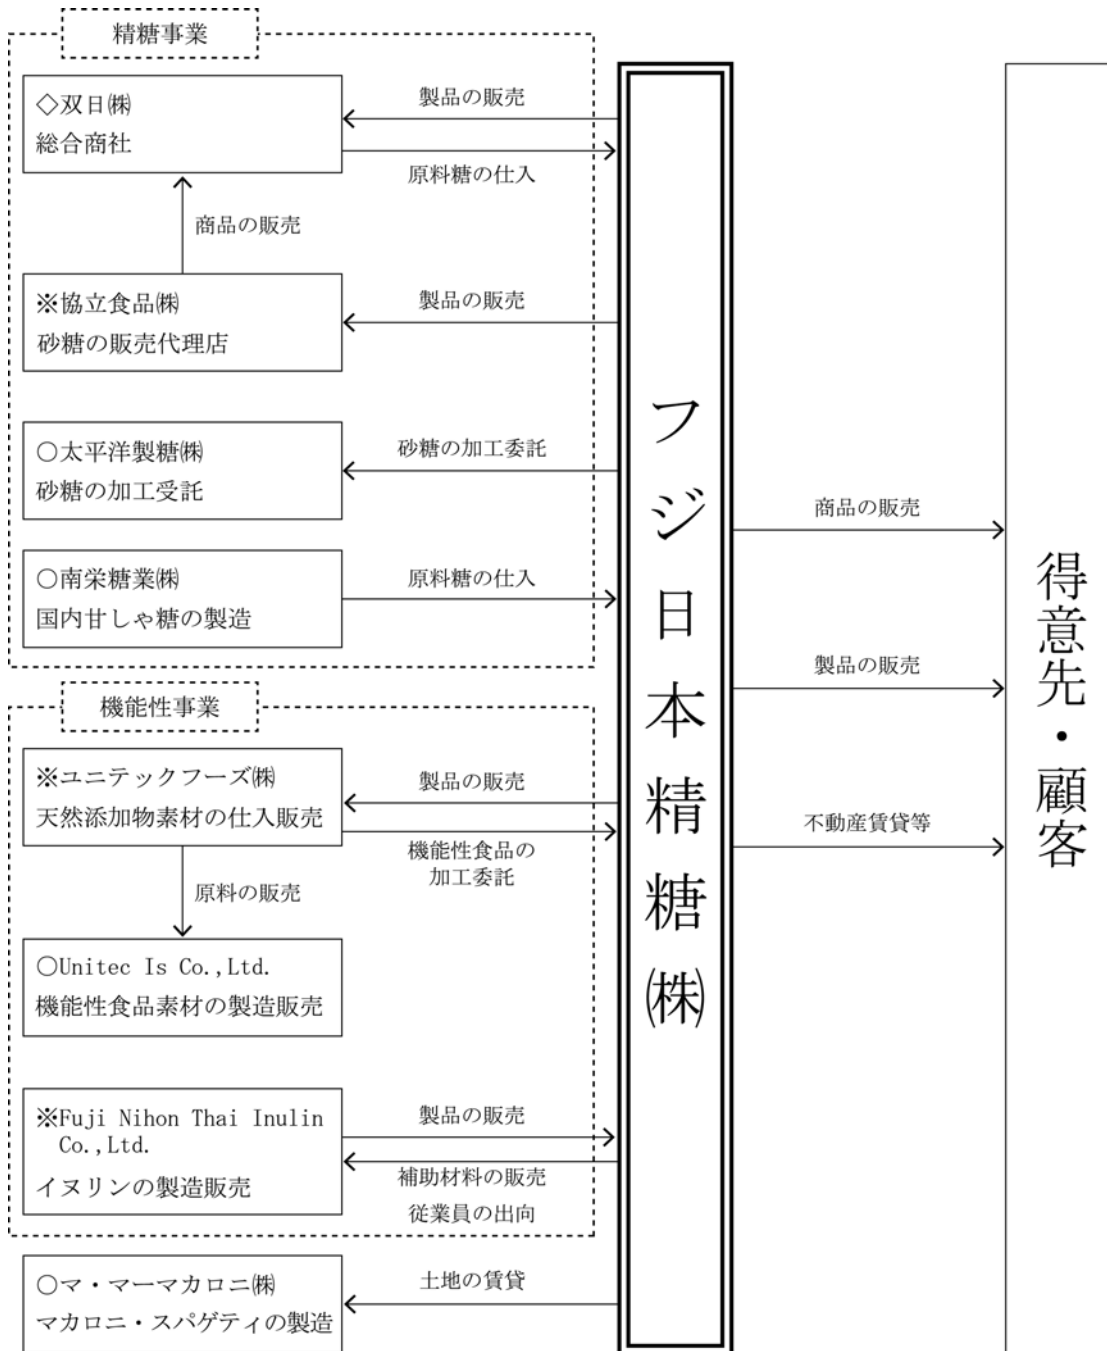 精糖事業
◇双日㈱
総合商社
製品の販売
原料糖の仕入
商品の販売
※協立食品㈱
砂糖の販売代理店
製品の販売
○太平洋製糖㈱
砂糖の加工受託
砂糖の加工委託
○南栄糖業㈱
国内甘しゃ糖の製造
原料糖の仕入
機能性事業
※ユニテックフーズ㈱
天然添加物素材の仕入販売
製品の販売
機能性食品の
加工委託
原料の販売
○Unitec Is Co.,Ltd.
機能性食品素材の製造販売
※Fuji Nihon Thai Inulin
Co.,Ltd.
イヌリンの製造販売
製品の販売
補助材料の販売
従業員の出向
○マ・マーマカロニ㈱
マカロニ・スパゲティの製造
土地の賃貸
フジ日本精糖㈱
商品の販売
製品の販売
不動産賃貸等
得意先・顧客